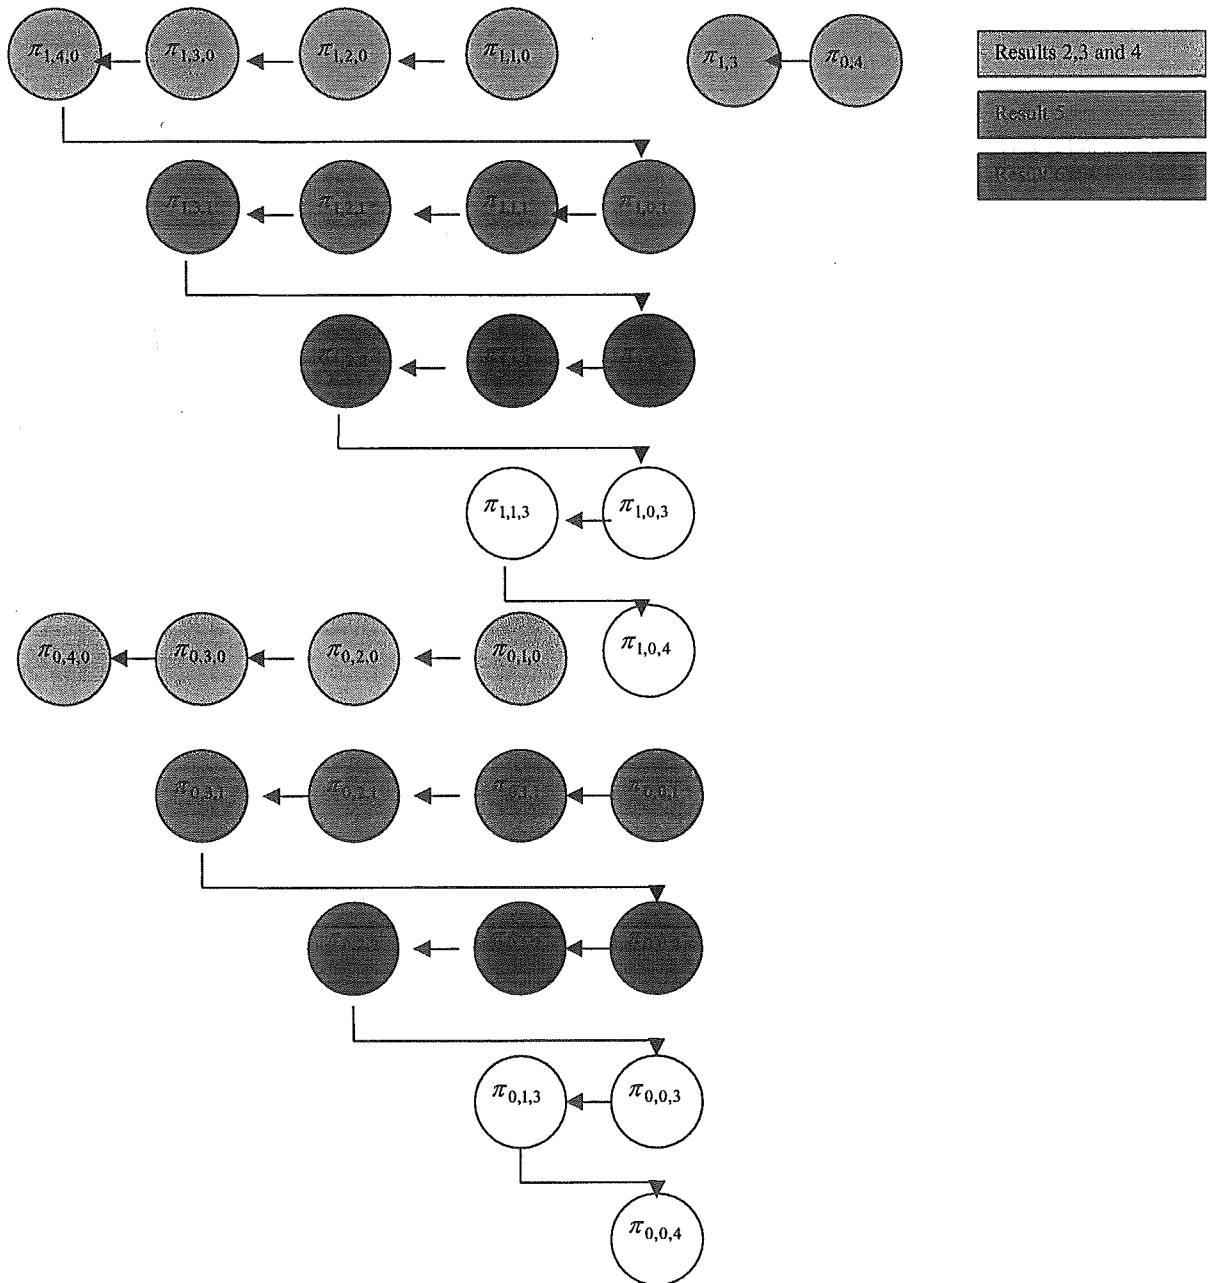 π1,4,0 π1,3,0 π1,2,0 π1,1,0 π1,3 π0,4
Results 2,3 and 4
Result 5
π1,3,1 π1,2,1 π1,1,1 π1,0,1
π1,1,3 π1,0,3
π1,0,4
π0,4,0 π0,3,0 π0,2,0 π0,1,0
π0,3,1 π0,2,1 π0,1,1 π0,0,1
π0,1,3 π0,0,3
π0,0,4